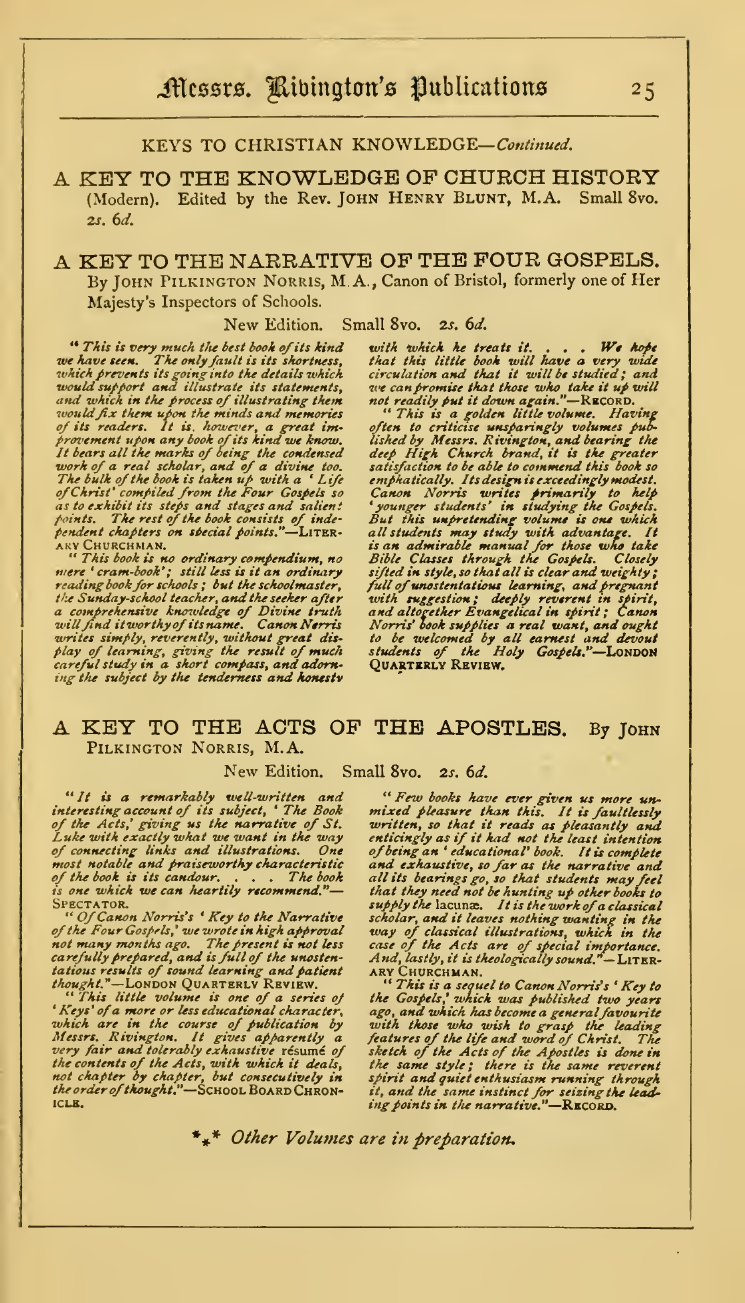 Messrs. Rivington's Publications 25
KEYS TO CHRISTIAN KNOWLEDGE—Continued.
A KEY TO THE KNOWLEDGE OF CHURCH HISTORY
(Modern). Edited by the Rev. JOHN HENRY BLUNT, M.A. Small 8vo.
2s. 6d.
A KEY TO THE NARRATIVE OF THE FOUR GOSPELS.
By JOHN PILKINGTON NORRIS, M.A., Canon of Bristol, formerly one of Her
Majesty's Inspectors of Schools.
New Edition. Small 8vo. 2s. 6d.
"This is very much the best book of its kind
we have seen. The only fault is its shortness,
which prevents its going into the details which
would support and illustrate its statements,
and which in the process of illustrating them
would fix them upon the minds and memories
of its readers. It is, however, a great im-
provement upon any book of its kind we know.
It bears all the marks of being the condensed
work of a real scholar, and of a divine too.
The bulk of the book is taken up with a 'Life
of Christ' compiled from the Four Gospels so
as to exhibit its steps and stages and salient
points. The rest of the book consists of inde-
pendent chapters on special points."—LITER-
ARY CHURCHMAN.
"This book is no ordinary compendium, no
mere 'cram-book'; still less is it an ordinary
reading book for schools; but the schoolmaster,
the Sunday-school teacher, and the seeker after
a comprehensive knowledge of Divine truth
will find it worthy of its name. Canon Norris
writes simply, reverently, without great dis-
play of learning, giving the result of much
careful study in a short compass, and adorn-
ing the subject by the tenderness and honesty
with which he treats it. . . . We hope
that this little book will have a very wide
circulation and that it will be studied; and
we can promise that those who take it up will
not readily put it down again."—RECORD.
"This is a golden little volume. Having
often to criticise unsparingly volumes pub-
lished by Messrs. Rivington, and bearing the
deep High Church brand, it is the greater
satisfaction to be able to commend this book so
emphatically. Its design is exceedingly modest.
Canon Norris writes primarily to help
'younger students' in studying the Gospels.
But this unpretending volume is one which
all students may study with advantage. It
is an admirable manual for those who take
Bible Classes through the Gospels. Closely
sifted in style, so that all is clear and weighty;
full of unostentatious learning, and pregnant
with suggestion; deeply reverent in spirit,
and altogether Evangelical in spirit; Canon
Norris' book supplies a real want, and ought
to be welcomed by all earnest and devout
students of the Holy Gospels."—LONDON
QUARTERLY REVIEW.
A KEY TO THE ACTS OF THE APOSTLES. By JOHN
PILKINGTON NORRIS, M.A.
New Edition. Small 8vo. 2s. 6d.
"It is a remarkably well-written and
interesting account of its subject, 'The Book
of the Acts,' giving us the narrative of St.
Luke with exactly what we want in the way
of connecting links and illustrations. One
most notable and praiseworthy characteristic
of the book is its candour. . . . The book
is one which we can heartily recommend."—
SPECTATOR.
"Of Canon Norris's 'Key to the Narrative
of the Four Gospels,' we wrote in high approval
not many months ago. The present is not less
carefully prepared, and is full of the unosten-
tatious results of sound learning and patient
thought."—LONDON QUARTERLY REVIEW.
"This little volume is one of a series of
'Keys' of a more or less educational character,
which are in the course of publication by
Messrs. Rivington. It gives apparently a
very fair and tolerably exhaustive résumé of
the contents of the Acts, with which it deals,
not chapter by chapter, but consecutively in
the order of thought."—SCHOOL BOARD CHRON-
ICLE.
"Few books have ever given us more un-
mixed pleasure than this. It is faultlessly
written, so that it reads as pleasantly and
enticingly as if it had not the least intention
of being an 'educational' book. It is complete
and exhaustive, so far as the narrative and
all its bearings go, so that students may feel
that they need not be hunting up other books to
supply the lacunæ. It is the work of a classical
scholar, and it leaves nothing wanting in the
way of classical illustrations, which in the
case of the Acts are of special importance.
And, lastly, it is theologically sound."—LITER-
ARY CHURCHMAN.
"This is a sequel to Canon Norris's 'Key to
the Gospels,' which was published two years
ago, and which has become a general favourite
with those who wish to grasp the leading
features of the life and word of Christ. The
sketch of the Acts of the Apostles is done in
the same style; there is the same reverent
spirit and quiet enthusiasm running through
it, and the same instinct for seizing the lead-
ing points in the narrative."—RECORD.
*** Other Volumes are in preparation.